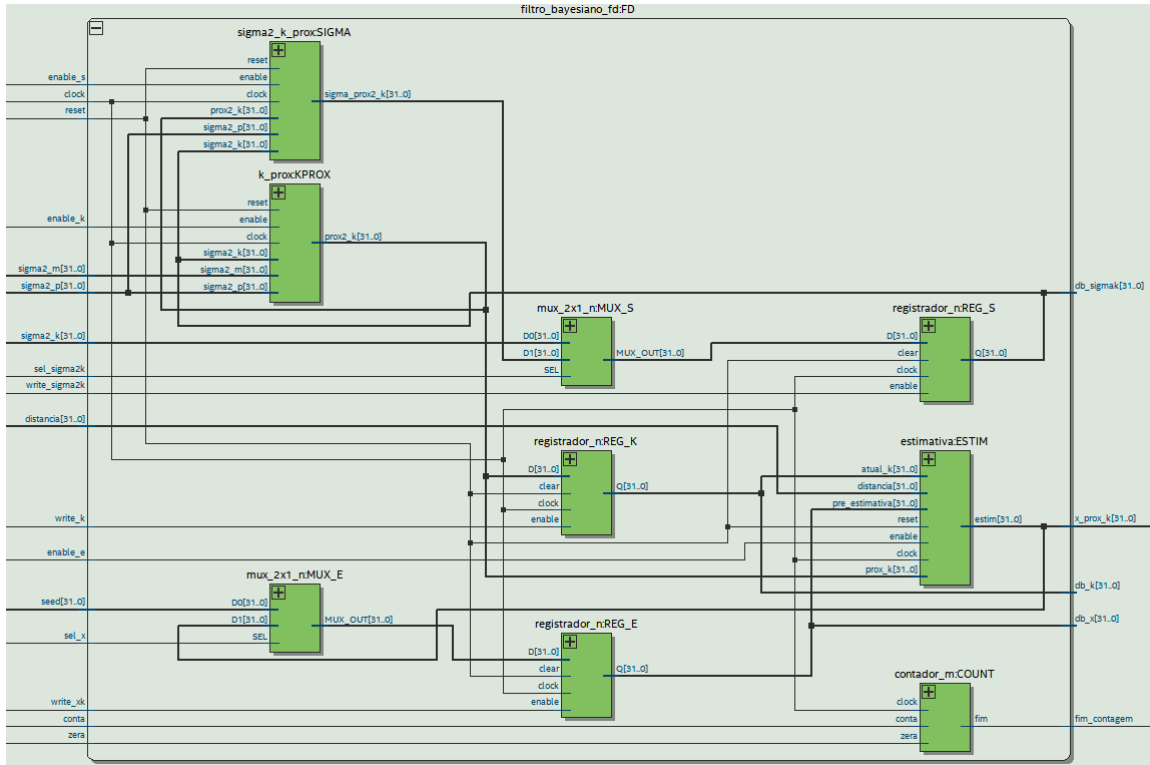 filtro_bayesiano_fd:FD
sigma2_k_prox:SIGMA
reset
enable_s
enable
clock
clock
sigma_prox2_k[31..0]
reset
prox2_k[31..0]
sigma2_p[31..0]
sigma2_k[31..0]
k_prox:KPROX
reset
enable_k
enable
clock
prox2_k[31..0]
sigma2_k[31..0]
sigma2_m[31..0]
sigma2_m[31..0]
sigma2_p[31..0]
sigma2_p[31..0]
db_sigmak[31..0]
mux_2x1_n:MUX_S
registrador_n:REG_S
sigma2_k[31..0]
D0[31..0]
D[31..0]
D1[31..0]
MUX_OUT[31..0]
clear
Q[31..0]
sel_sigma2k
SEL
clock
write_sigma2k
enable
distancia[31..0]
registrador_n:REG_K
estimativa:ESTIM
D[31..0]
atual_k[31..0]
clear
Q[31..0]
distancia[31..0]
clock
pre_estimativa[31..0]
write_k
enable
reset
estim[31..0]
x_prox_k[31..0]
enable
enable_e
clock
prox_k[31..0]
mux_2x1_n:MUX_E
db_k[31..0]
seed[31..0]
D0[31..0]
D1[31..0]
MUX_OUT[31..0]
registrador_n:REG_E
db_x[31..0]
sel_x
SEL
D[31..0]
clear
Q[31..0]
contador_m:COUNT
clock
write_xk
enable
clock
conta
conta
fim
fim_contagem
zera
zera